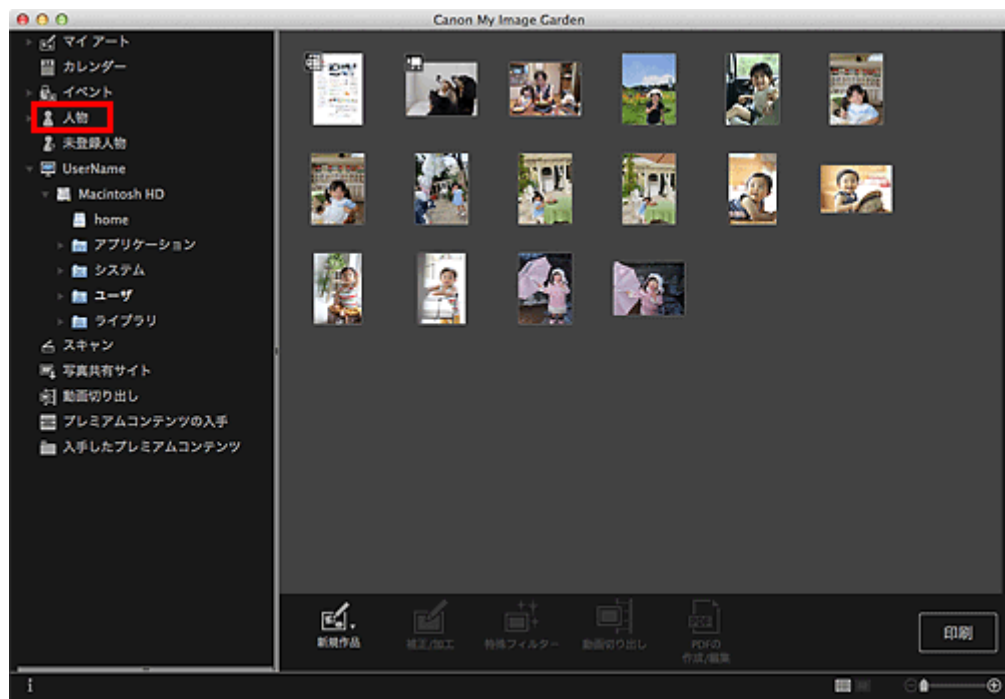 Canon My Image Garden
マイ アート
カレンダー
イベント
人物
未登録人物
UserName
Macintosh HD
home
アプリケーション
システム
ユーザ
ライブラリ
スキャン
写真共有サイト
動画切り出し
プレミアムコンテンツの入手
入手したプレミアムコンテンツ
新規作品
補正/加工
特殊フィルター
動画切り出し
PDF
PDFの
作成/編集
印刷